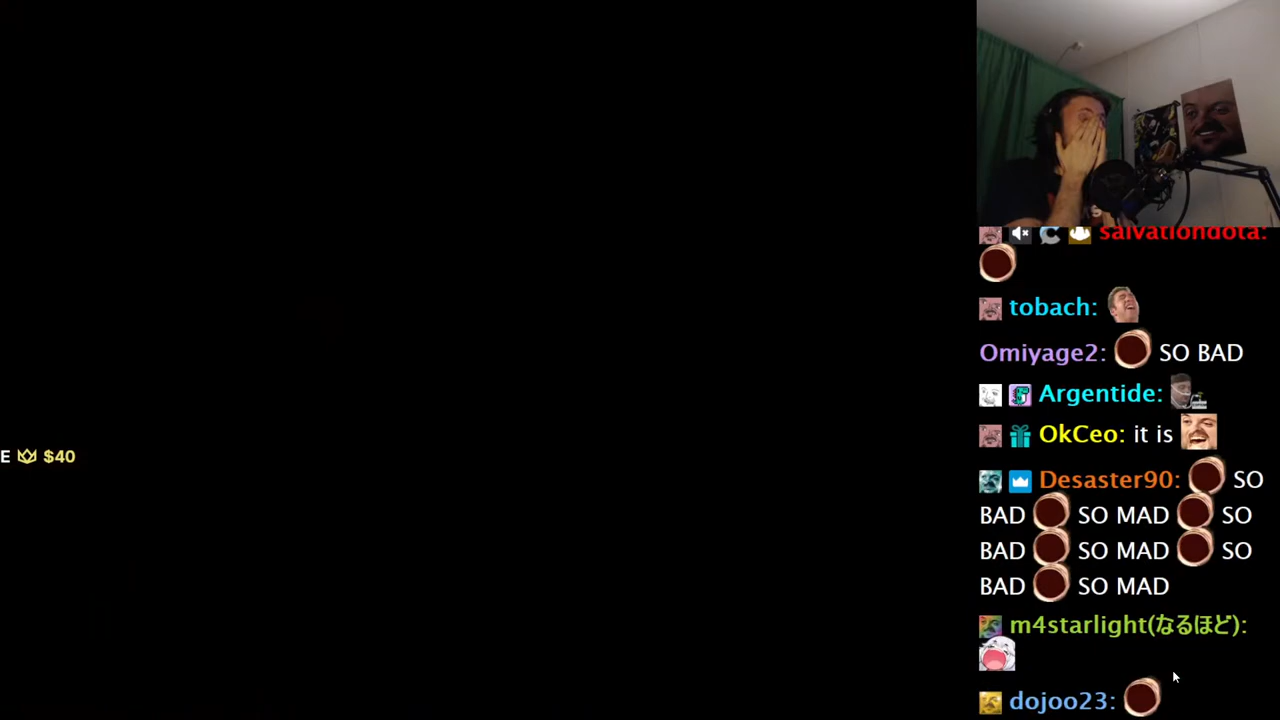 salvationdota:
tobach:
Omiyage2: SO BAD
Argentide:
OkCeo: it is
E $40
Desaster90: SO
BAD SO MAD SO
BAD SO MAD SO
BAD SO MAD
m4starlight(なるほど):
dojoo23: